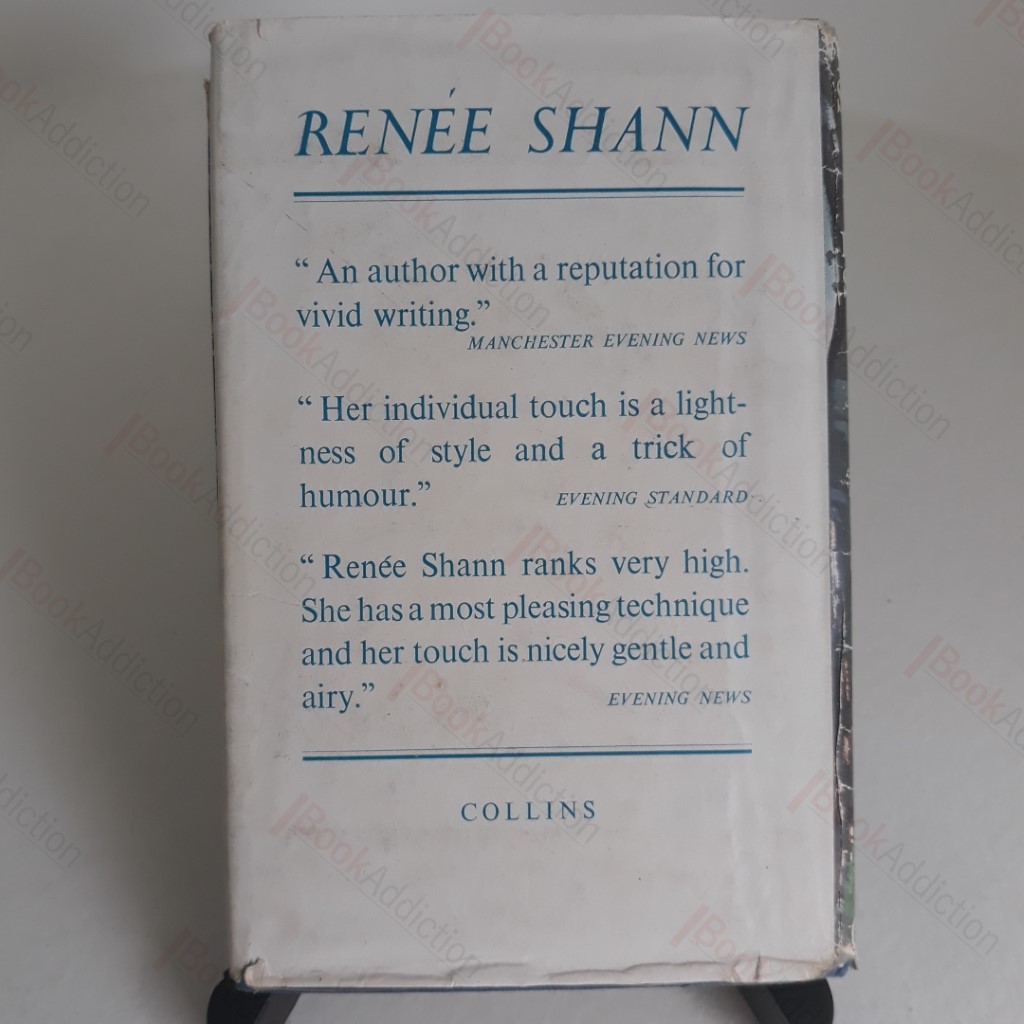 RENÉE SHANN
“ An author with a reputation for
vivid writing.”
MANCHESTER EVENING NEWS
“ Her individual touch is a light-
ness of style and a trick of
humour.” EVENING STANDARD
“ Renée Shann ranks very high.
She has a most pleasing technique
and her touch is nicely gentle and
airy.” EVENING NEWS
COLLINS
BookAddiction